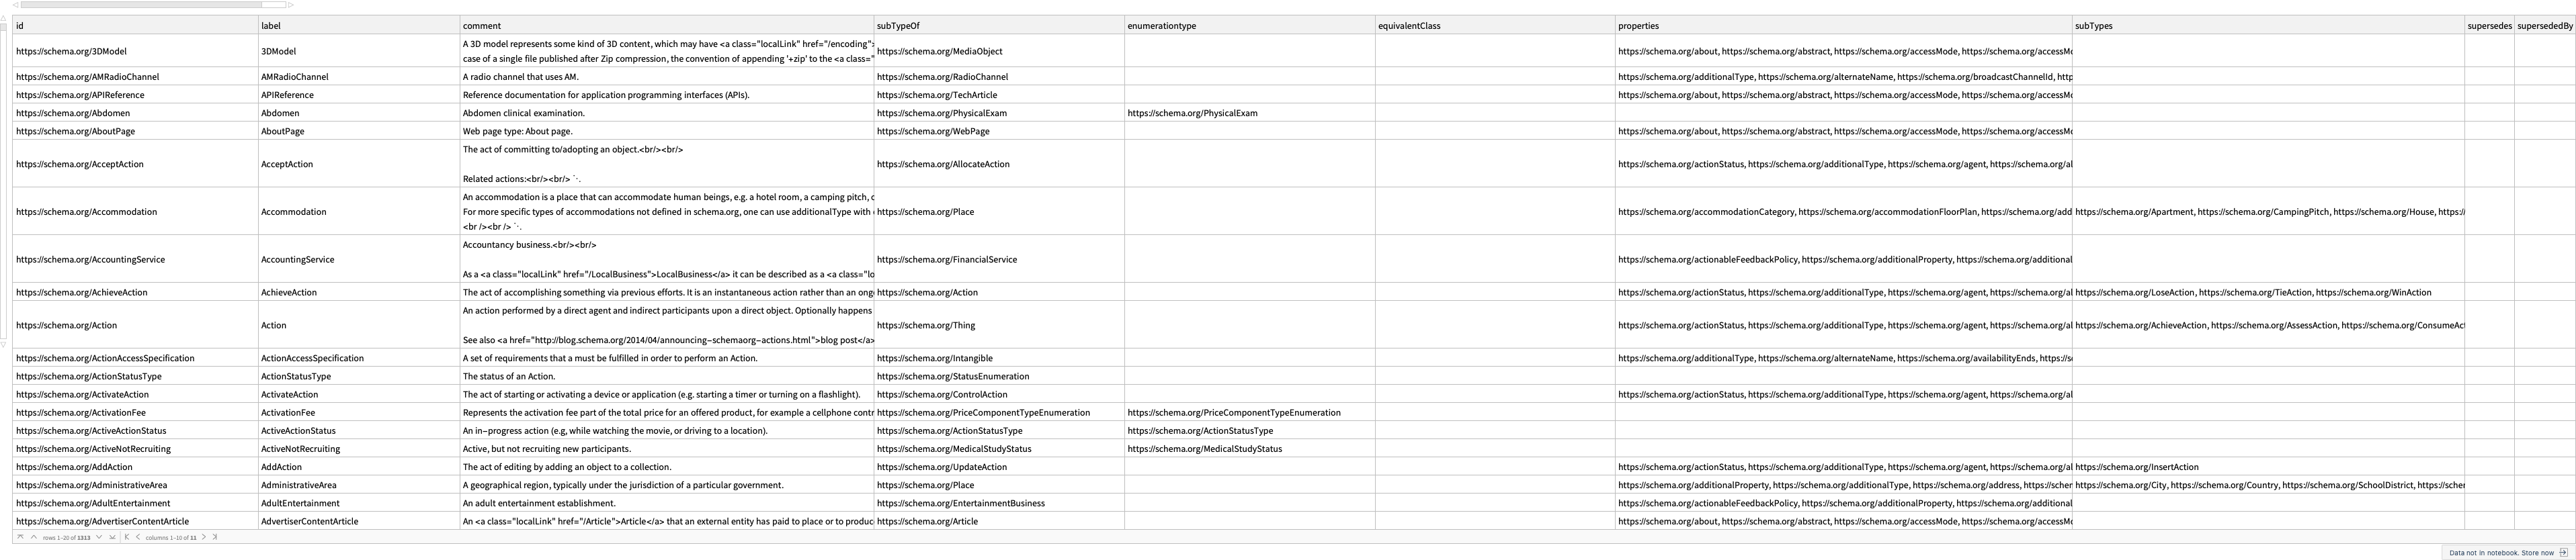 id label comment subTypeOf enumerationtype equivalentClass properties subTypes supersedes supersededBy
https://schema.org/3DModel 3DModel A 3D model represents some kind of 3D content, which may have <a class="localLink" href="/encoding">
case of a single file published after Zip compression, the convention of appending '+zip' to the <a class=" https://schema.org/MediaObject https://schema.org/about, https://schema.org/abstract, https://schema.org/accessMode, https://schema.org/accessMo
https://schema.org/AMRadioChannel AMRadioChannel A radio channel that uses AM. https://schema.org/RadioChannel https://schema.org/additionalType, https://schema.org/alternateName, https://schema.org/broadcastChannelId, http
https://schema.org/APIReference APIReference Reference documentation for application programming interfaces (APIs). https://schema.org/TechArticle https://schema.org/about, https://schema.org/abstract, https://schema.org/accessMode, https://schema.org/accessMo
https://schema.org/Abdomen Abdomen Abdomen clinical examination. https://schema.org/PhysicalExam https://schema.org/PhysicalExam
https://schema.org/AboutPage AboutPage Web page type: About page. https://schema.org/WebPage https://schema.org/about, https://schema.org/abstract, https://schema.org/accessMode, https://schema.org/accessMo
The act of committing to/adopting an object.<br/><br/>
https://schema.org/AcceptAction AcceptAction https://schema.org/AllocateAction https://schema.org/actionStatus, https://schema.org/additionalType, https://schema.org/agent, https://schema.org/al
Related actions:<br/><br/> ⋱.
An accommodation is a place that can accommodate human beings, e.g. a hotel room, a camping pitch, o
https://schema.org/Accommodation Accommodation For more specific types of accommodations not defined in schema.org, one can use additionalType with https://schema.org/Place https://schema.org/accommodationCategory, https://schema.org/accommodationFloorPlan, https://schema.org/add https://schema.org/Apartment, https://schema.org/CampingPitch, https://schema.org/House, https://
<br /><br /> ⋱.
Accountancy business.<br/><br/>
https://schema.org/AccountingService AccountingService https://schema.org/FinancialService https://schema.org/actionableFeedbackPolicy, https://schema.org/additionalProperty, https://schema.org/additional
As a <a class="localLink" href="/LocalBusiness">LocalBusiness</a> it can be described as a <a class="lo
https://schema.org/AchieveAction AchieveAction The act of accomplishing something via previous efforts. It is an instantaneous action rather than an ong https://schema.org/Action https://schema.org/actionStatus, https://schema.org/additionalType, https://schema.org/agent, https://schema.org/al https://schema.org/LoseAction, https://schema.org/TieAction, https://schema.org/WinAction
An action performed by a direct agent and indirect participants upon a direct object. Optionally happens
https://schema.org/Action Action https://schema.org/Thing https://schema.org/actionStatus, https://schema.org/additionalType, https://schema.org/agent, https://schema.org/al https://schema.org/AchieveAction, https://schema.org/AssessAction, https://schema.org/ConsumeAct
See also <a href="http://blog.schema.org/2014/04/announcing-schemaorg-actions.html">blog post</a>
https://schema.org/ActionAccessSpecification ActionAccessSpecification A set of requirements that a must be fulfilled in order to perform an Action. https://schema.org/Intangible https://schema.org/additionalType, https://schema.org/alternateName, https://schema.org/availabilityEnds, https://s
https://schema.org/ActionStatusType ActionStatusType The status of an Action. https://schema.org/StatusEnumeration
https://schema.org/ActivateAction ActivateAction The act of starting or activating a device or application (e.g. starting a timer or turning on a flashlight). https://schema.org/ControlAction https://schema.org/actionStatus, https://schema.org/additionalType, https://schema.org/agent, https://schema.org/al
https://schema.org/ActivationFee ActivationFee Represents the activation fee part of the total price for an offered product, for example a cellphone contr https://schema.org/PriceComponentTypeEnumeration https://schema.org/PriceComponentTypeEnumeration
https://schema.org/ActiveActionStatus ActiveActionStatus An in-progress action (e.g, while watching the movie, or driving to a location). https://schema.org/ActionStatusType https://schema.org/ActionStatusType
https://schema.org/ActiveNotRecruiting ActiveNotRecruiting Active, but not recruiting new participants. https://schema.org/MedicalStudyStatus https://schema.org/MedicalStudyStatus
https://schema.org/AddAction AddAction The act of editing by adding an object to a collection. https://schema.org/UpdateAction https://schema.org/actionStatus, https://schema.org/additionalType, https://schema.org/agent, https://schema.org/al https://schema.org/InsertAction
https://schema.org/AdministrativeArea AdministrativeArea A geographical region, typically under the jurisdiction of a particular government. https://schema.org/Place https://schema.org/additionalProperty, https://schema.org/additionalType, https://schema.org/address, https://schem https://schema.org/City, https://schema.org/Country, https://schema.org/SchoolDistrict, https://schem
https://schema.org/AdultEntertainment AdultEntertainment An adult entertainment establishment. https://schema.org/EntertainmentBusiness https://schema.org/actionableFeedbackPolicy, https://schema.org/additionalProperty, https://schema.org/additional
https://schema.org/AdvertiserContentArticle AdvertiserContentArticle An <a class="localLink" href="/Article">Article</a> that an external entity has paid to place or to produc https://schema.org/Article https://schema.org/about, https://schema.org/abstract, https://schema.org/accessMode, https://schema.org/accessMo
rows 1–20 of 1313 columns 1–10 of 11
Data not in notebook. Store now